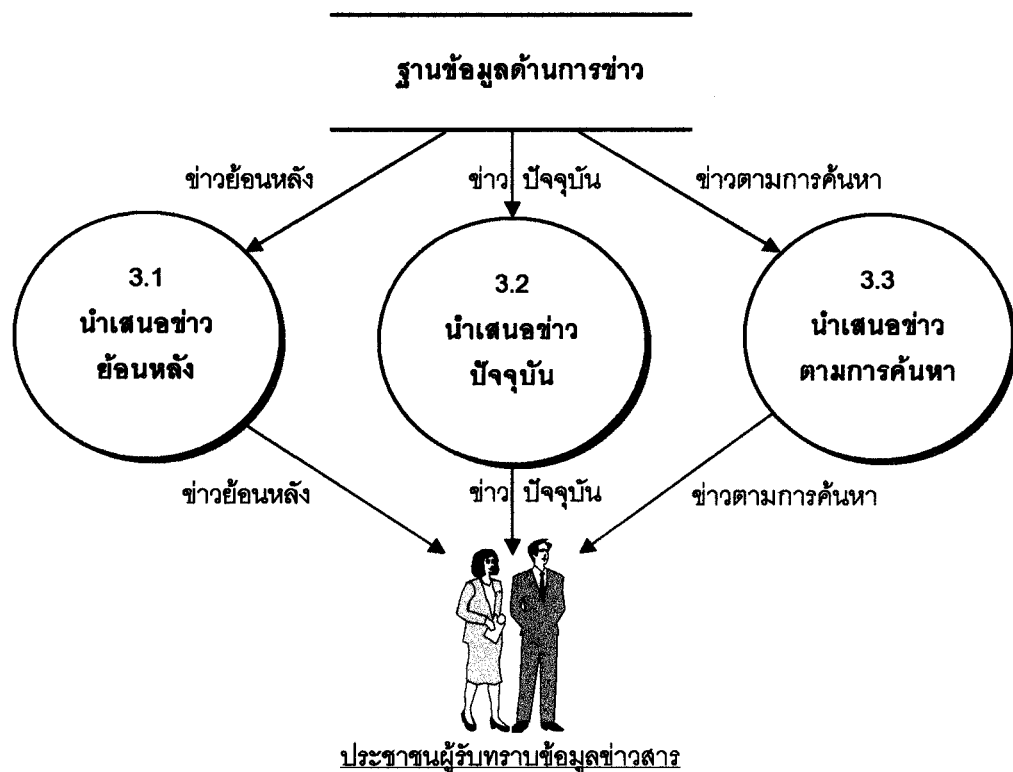 ฐานข้อมูลด้านการข่าว
ข่าวย้อนหลัง
ข่าว ปัจจุบัน
ข่าวตามการค้นหา
3.1
นำเสนอข่าว
ย้อนหลัง
3.2
นำเสนอข่าว
ปัจจุบัน
3.3
นำเสนอข่าว
ตามการค้นหา
ข่าวย้อนหลัง
ข่าว ปัจจุบัน
ข่าวตามการค้นหา
ประชาชนผู้รับทราบข้อมูลข่าวสาร